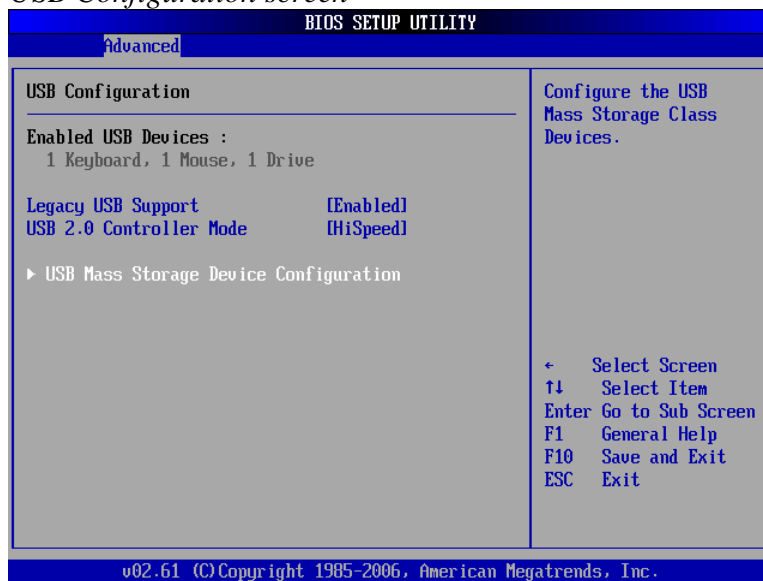 USB Configuration screen
BIOS SETUP UTILITY
Advanced
USB Configuration
Enabled USB Devices :
1 Keyboard, 1 Mouse, 1 Drive
Legacy USB Support [Enabled]
USB 2.0 Controller Mode [HiSpeed]
▶ USB Mass Storage Device Configuration
Configure the USB
Mass Storage Class
Devices.
← Select Screen
↑↓ Select Item
Enter Go to Sub Screen
F1 General Help
F10 Save and Exit
ESC Exit
v02.61 (C)Copyright 1985-2006, American Megatrends, Inc.